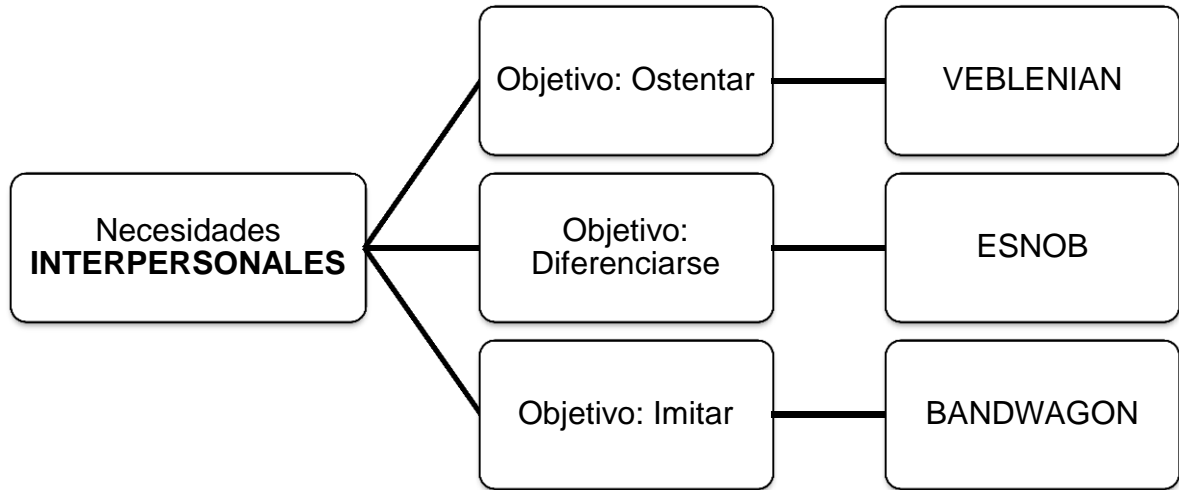 Objetivo: Ostentar
VEBLENIAN
Necesidades
INTERPERSONALES
Objetivo:
Diferenciarse
ESNOB
Objetivo: Imitar
BANDWAGON